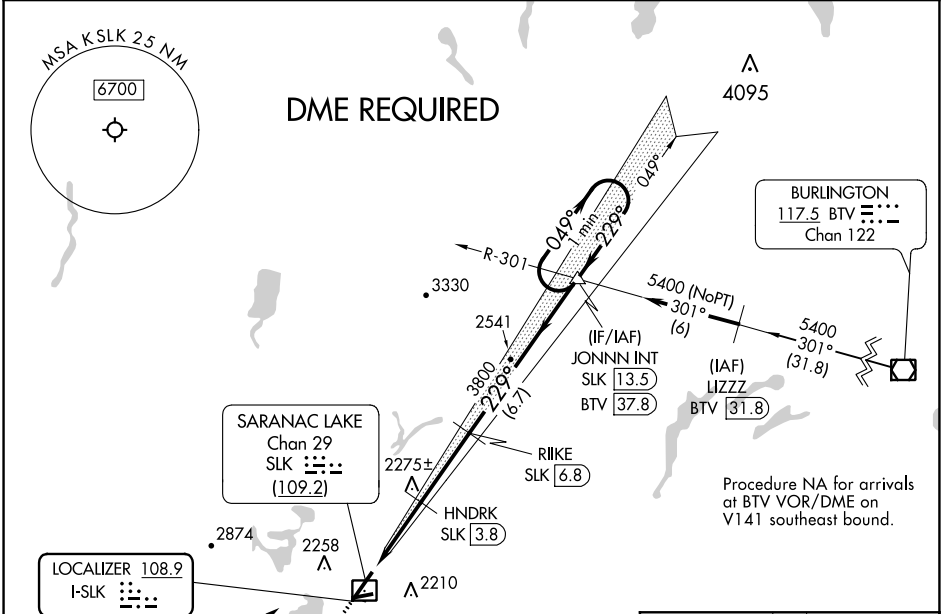 MSA KSLK 25 NM
6700
DME REQUIRED
4095
049°
BURLINGTON
117.5 BTV
Chan 122
049°
1 min
229°
R-301
3330
5400 (NoPT)
301°
(6)
5400
301°
(31.8)
2541
(IF/IAF)
JONNN INT
SLK 13.5
BTV 37.8
(IAF)
LIZZZ
BTV 31.8
3800
229°
(6.7)
SARANAC LAKE
Chan 29
SLK
(109.2)
RIIKE
SLK 6.8
2275±
HNDRK
SLK 3.8
Procedure NA for arrivals
at BTV VOR/DME on
V141 southeast bound.
2874
2258
2210
LOCALIZER 108.9
I-SLK